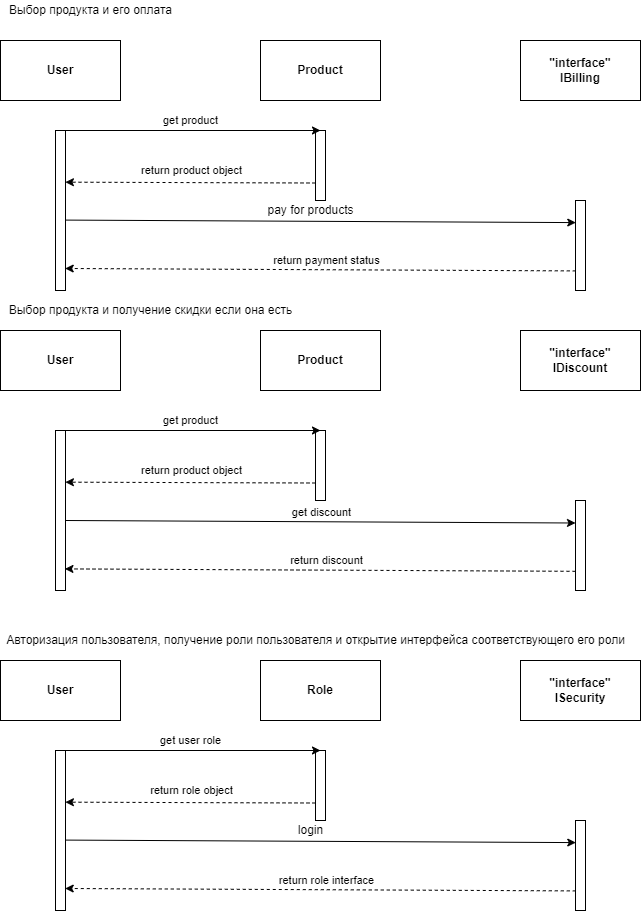 Выбор продукта и его оплата
User
Product
"interface"
IBilling
get product
return product object
pay for products
return payment status
Выбор продукта и получение скидки если она есть
User
Product
"interface"
IDiscount
get product
return product object
get discount
return discount
Авторизация пользователя, получение роли пользователя и открытие интерфейса соответствующего его роли
User
Role
"interface"
ISecurity
get user role
return role object
login
return role interface